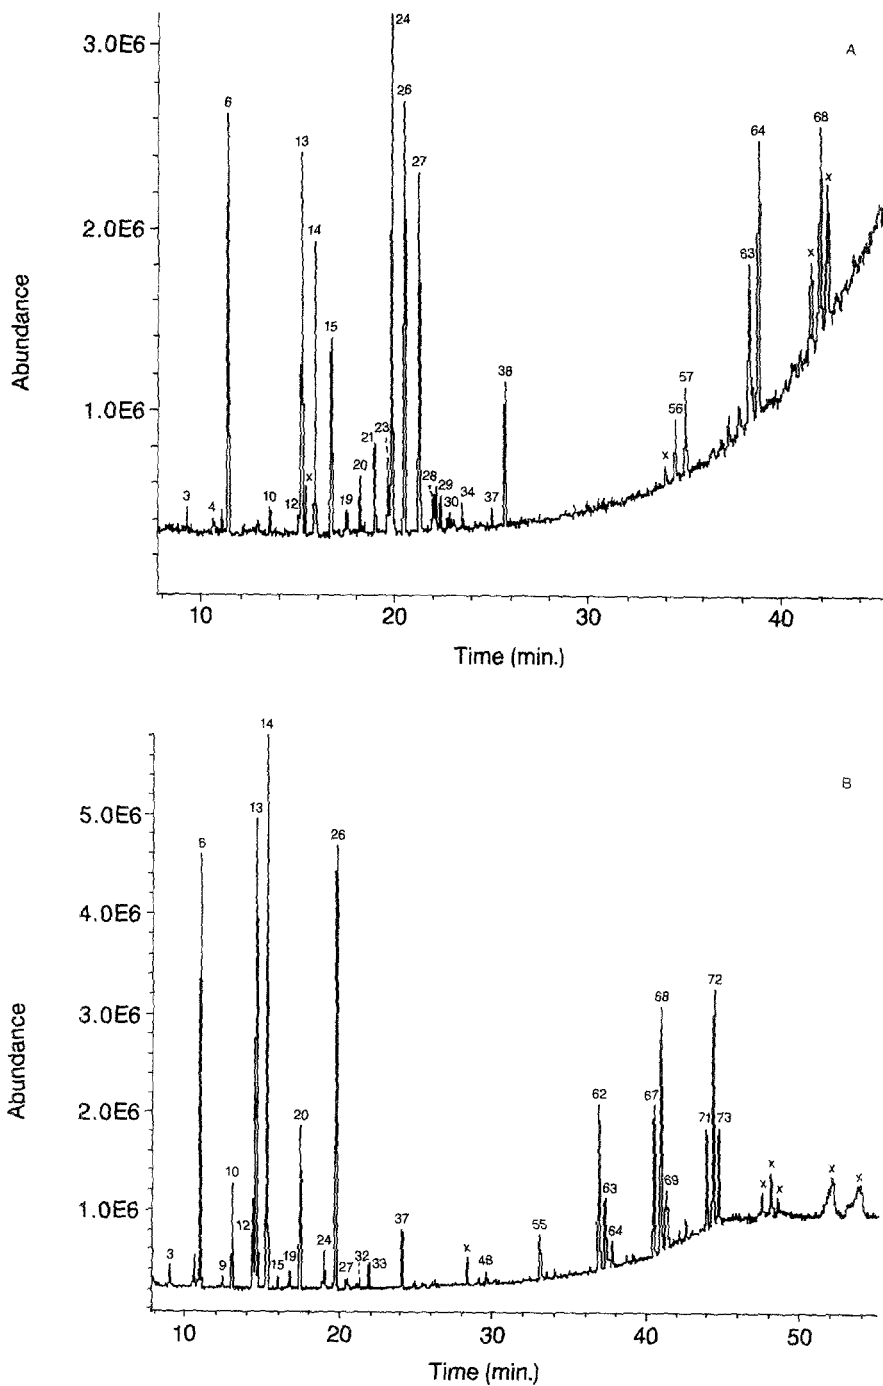 24
3.0E6
A
26
6
68
64
13
27
x
14
63
x
2.0E6
15
38
57
1.0E6
56
23
21
x
x
20
28
29
3
4
10
12
19
30
34
37
10
20
30
40
Abundance
Time (min.)
14
B
13
5.0E6
26
6
4.0E6
72
68
3.0E6
62
67
2.0E6
20
71
73
10
69
63
x
x
x
x
x
1.0E6
12
37
55
64
24
32
x
3
9
15
19
27
33
48
10
20
30
40
50
Abundance
Time (min.)